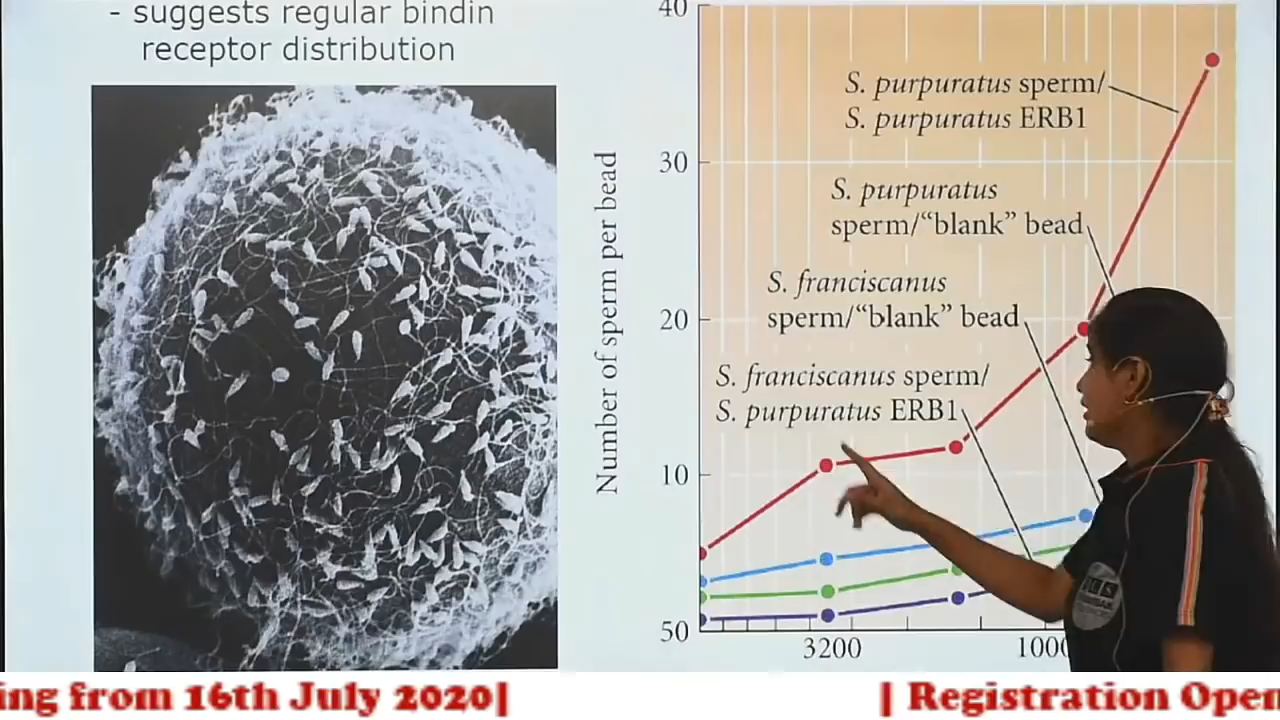 - suggests regular bindin
receptor distribution
40
30
20
10
50
Number of sperm per bead
S. purpuratus sperm/
S. purpuratus ERB1
S. purpuratus
sperm/“blank” bead
S. franciscanus
sperm/“blank” bead
S. franciscanus sperm/
S. purpuratus ERB1
3200
1000
ing from 16th July 2020|
| Registration Open